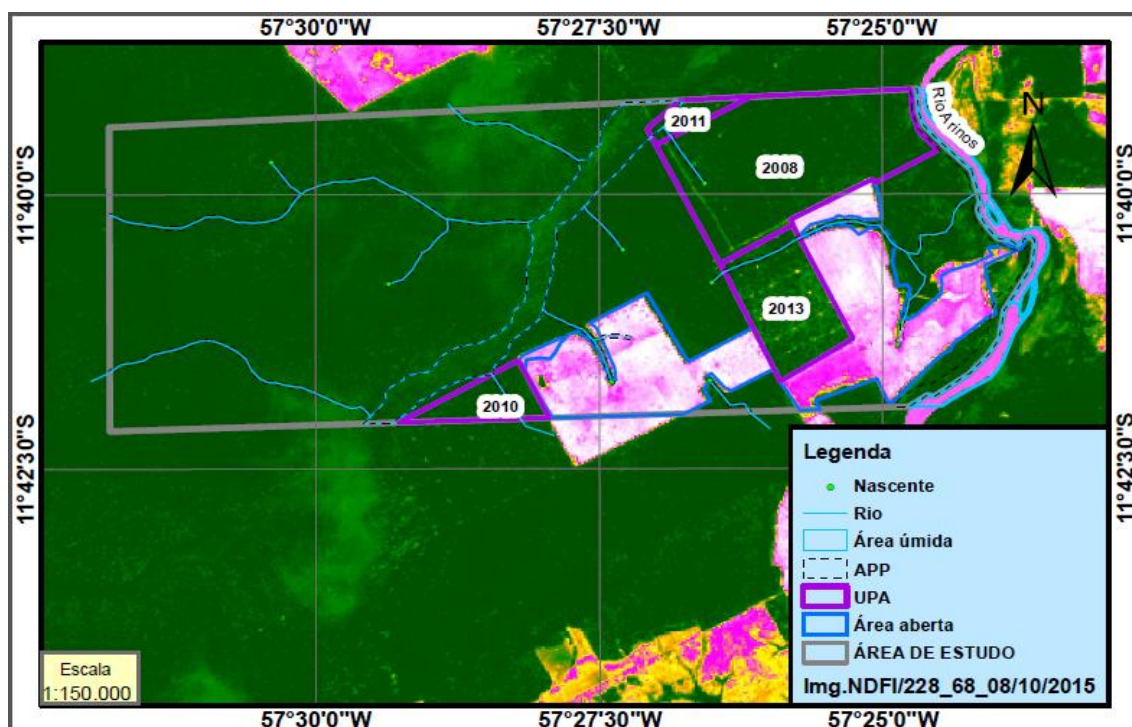 57°30'0"W 57°27'30"W 57°25'0"W
Rio Arinos
N
2011
2008
11°40'0"S 11°40'0"S
2013
2010
11°42'30"S 11°42'30"S
Legenda
Nascente
Rio
Área úmida
APP
UPA
Área aberta
ÁREA DE ESTUDO
Img.NDFI/228_68_08/10/2015
Escala
1:150.000
57°30'0"W 57°27'30"W 57°25'0"W